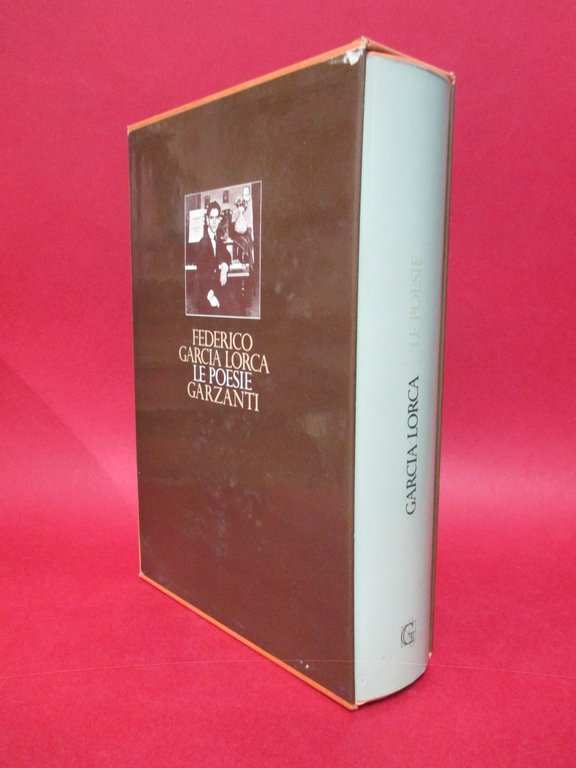 FEDERICO
GARCIA LORCA
LE POESIE
GARZANTI
GARCIA LORCA
LE POESIE
G